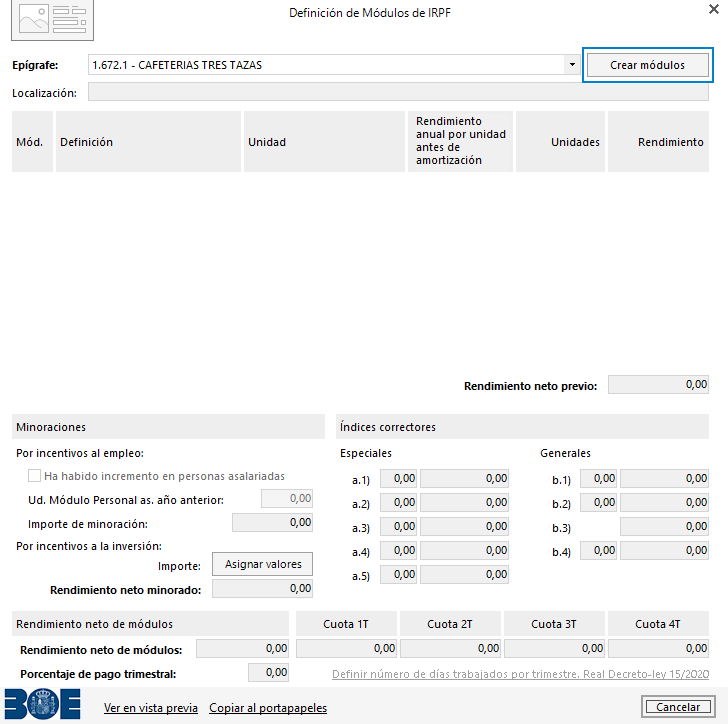 Definición de Módulos de IRPF
Epígrafe: 1.672.1 - CAFETERIAS TRES TAZAS Crear módulos
Localización:
Mód. Definición Unidad Rendimiento anual por unidad antes de amortización Unidades Rendimiento
Rendimiento neto previo: 0,00
Minoraciones
Por incentivos al empleo:
Ha habido incremento en personas asalariadas
Ud. Módulo Personal as. año anterior: 0,00
Importe de minoración: 0,00
Por incentivos a la inversión:
Importe: Asignar valores
Rendimiento neto minorado: 0,00
Índices correctores
Especiales Generales
a.1) 0,00 0,00 b.1) 0,00 0,00
a.2) 0,00 0,00 b.2) 0,00 0,00
a.3) 0,00 0,00 b.3) 0,00
a.4) 0,00 0,00 b.4) 0,00 0,00
a.5) 0,00 0,00
Rendimiento neto de módulos Cuota 1T Cuota 2T Cuota 3T Cuota 4T
Rendimiento neto de módulos: 0,00 0,00 0,00 0,00 0,00
Porcentaje de pago trimestral: 0,00 Definir número de días trabajados por trimestre. Real Decreto-ley 15/2020
BOE Ver en vista previa Copiar al portapapeles Cancelar